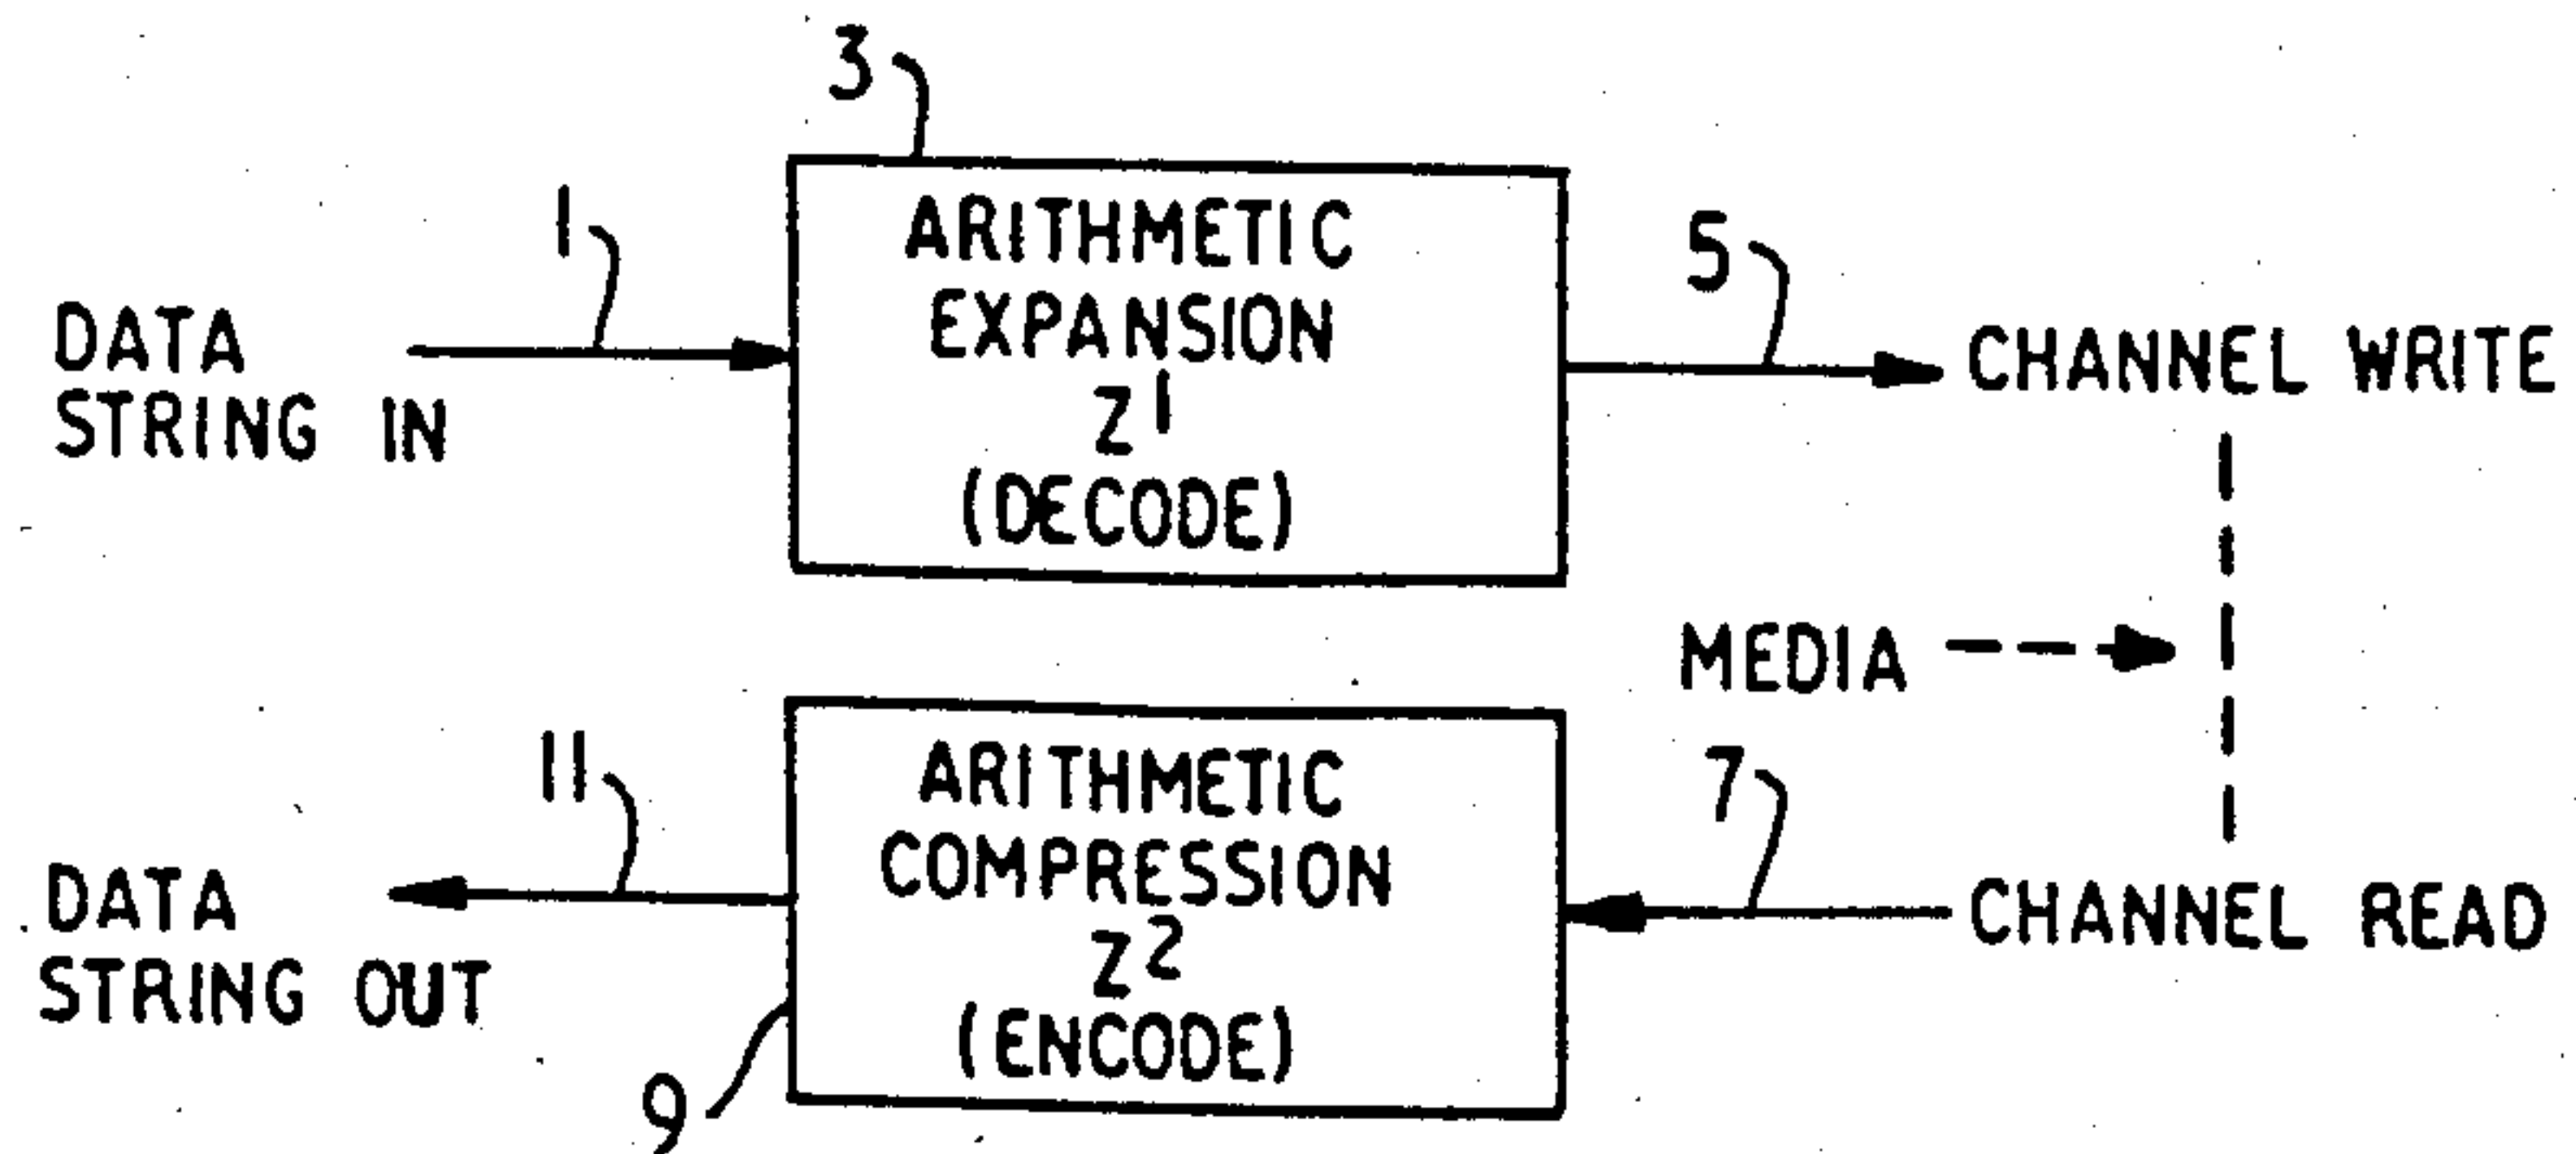 3
1
5
DATA
STRING IN
ARITHMETIC
EXPANSION
Z¹
(DECODE)
CHANNEL WRITE
MEDIA
11
7
DATA
STRING OUT
ARITHMETIC
COMPRESSION
Z²
(ENCODE)
CHANNEL READ
9